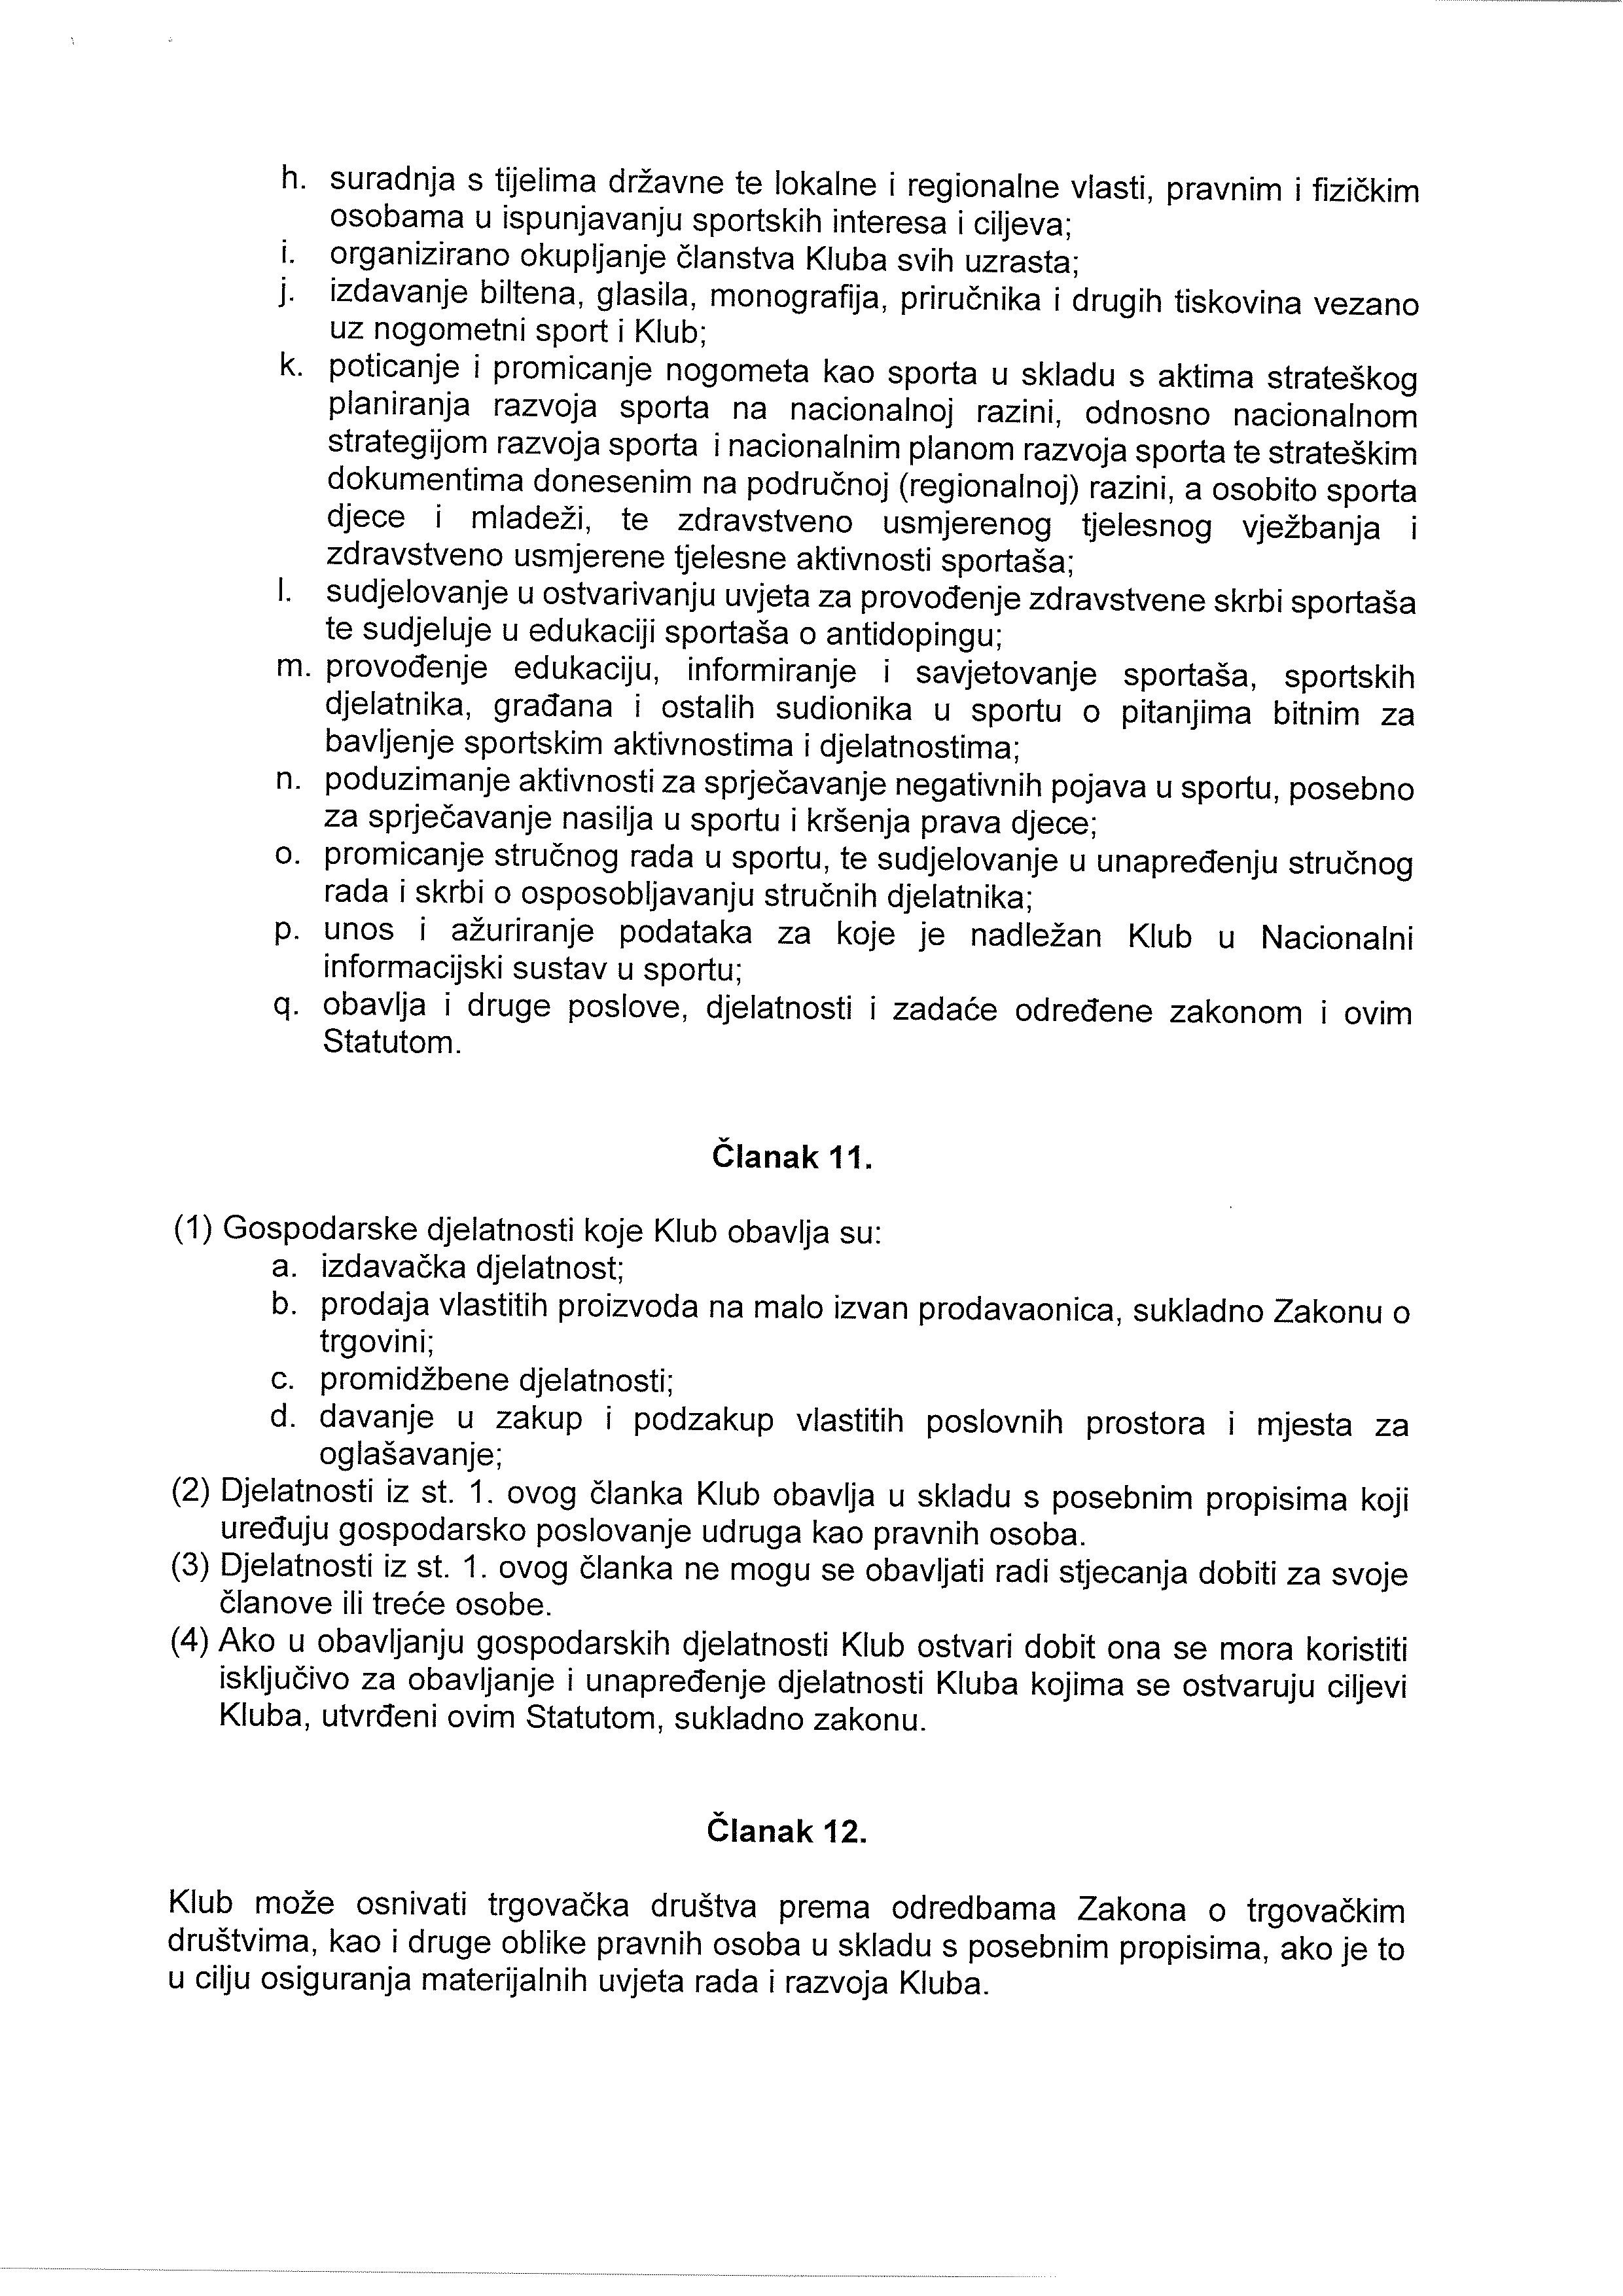 h. suradnja s tijelima državne te lokalne i regionalne vlasti, pravnim i fizičkim
osobama u ispunjavanju sportskih interesa i ciljeva;
i. organizirano okupljanje članstva Kluba svih uzrasta;
j. izdavanje biltena, glasila, monografija, priručnika i drugih tiskovina vezano
uz nogometni sport i Klub;
k. poticanje i promicanje nogometa kao sporta u skladu s aktima strateškog
planiranja razvoja sporta na nacionalnoj razini, odnosno nacionalnom
strategijom razvoja sporta i nacionalnim planom razvoja sporta te strateškim
dokumentima donesenim na područnoj (regionalnoj) razini, a osobito sporta
djece i mladeži, te zdravstveno usmjerenog tjelesnog vježbanja i
zdravstveno usmjerene tjelesne aktivnosti sportaša;
l. sudjelovanje u ostvarivanju uvjeta za provođenje zdravstvene skrbi sportaša
te sudjeluje u edukaciji sportaša o antidopingu;
m. provođenje edukaciju, informiranje i savjetovanje sportaša, sportskih
djelatnika, građana i ostalih sudionika u sportu o pitanjima bitnim za
bavljenje sportskim aktivnostima i djelatnostima;
n. poduzimanje aktivnosti za sprječavanje negativnih pojava u sportu, posebno
za sprječavanje nasilja u sportu i kršenja prava djece;
o. promicanje stručnog rada u sportu, te sudjelovanje u unapređenju stručnog
rada i skrbi o osposobljavanju stručnih djelatnika;
p. unos i ažuriranje podataka za koje je nadležan Klub u Nacionalni
informacijski sustav u sportu;
q. obavlja i druge poslove, djelatnosti i zadaće određene zakonom i ovim
Statutom.
Članak 11.
(1) Gospodarske djelatnosti koje Klub obavlja su:
a. izdavačka djelatnost;
b. prodaja vlastitih proizvoda na malo izvan prodavaonica, sukladno Zakonu o
trgovini;
c. promidžbene djelatnosti;
d. davanje u zakup i podzakup vlastitih poslovnih prostora i mjesta za
oglašavanje;
(2) Djelatnosti iz st. 1. ovog članka Klub obavlja u skladu s posebnim propisima koji
uređuju gospodarsko poslovanje udruga kao pravnih osoba.
(3) Djelatnosti iz st. 1. ovog članka ne mogu se obavljati radi stjecanja dobiti za svoje
članove ili treće osobe.
(4) Ako u obavljanju gospodarskih djelatnosti Klub ostvari dobit ona se mora koristiti
isključivo za obavljanje i unapređenje djelatnosti Kluba kojima se ostvaruju ciljevi
Kluba, utvrđeni ovim Statutom, sukladno zakonu.
Članak 12.
Klub može osnivati trgovačka društva prema odredbama Zakona o trgovačkim
društvima, kao i druge oblike pravnih osoba u skladu s posebnim propisima, ako je to
u cilju osiguranja materijalnih uvjeta rada i razvoja Kluba.